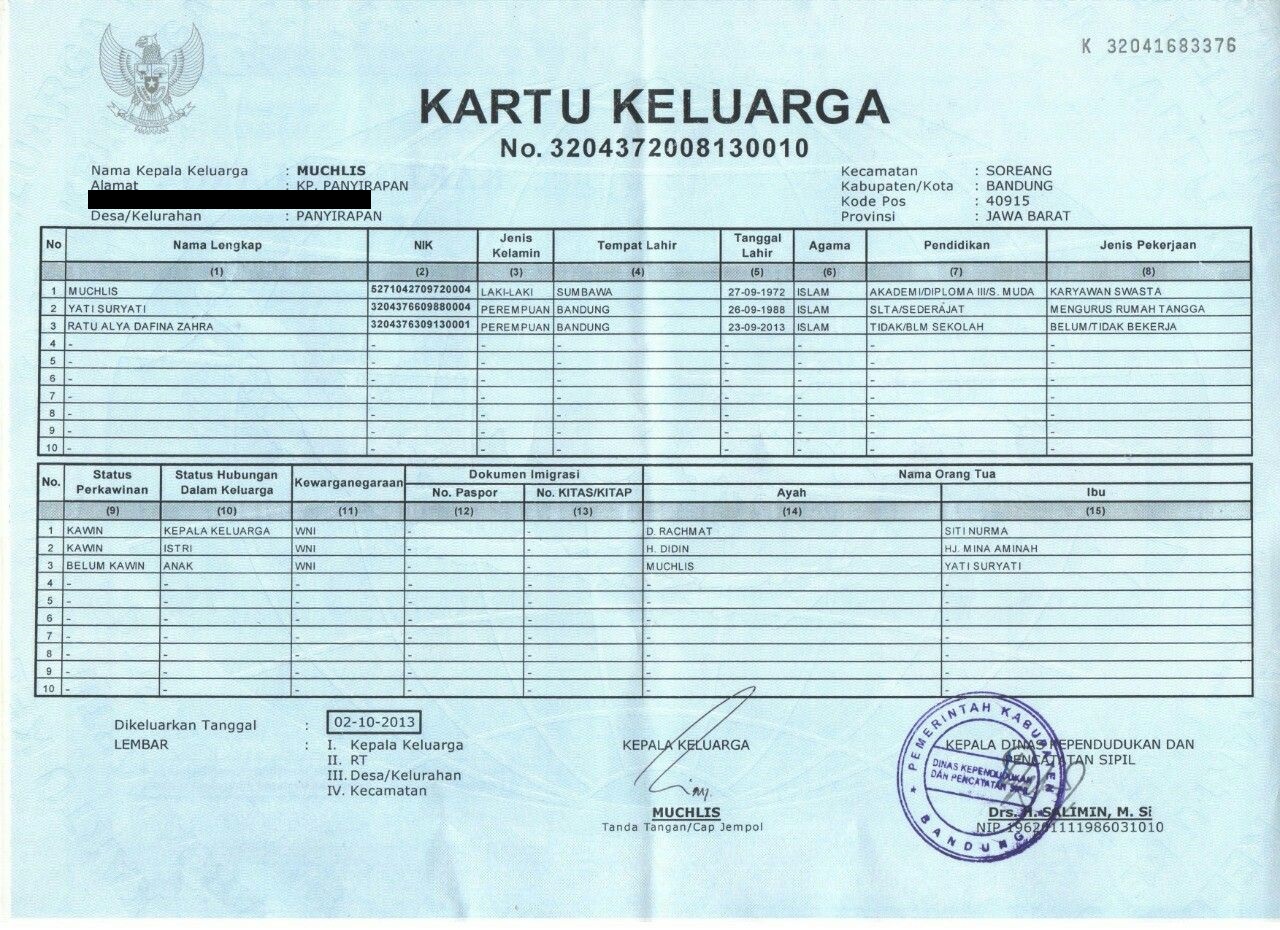 K 32041683376
KARTU KELUARGA
No. 3204372008130010
Nama Kepala Keluarga : MUCHLIS
Alamat : KP. PANYIRAPAN
Desa/Kelurahan : PANYIRAPAN
Kecamatan : SOREANG
Kabupaten/Kota : BANDUNG
Kode Pos : 40915
Provinsi : JAWA BARAT
No Nama Lengkap NIK Jenis Kelamin Tempat Lahir Tanggal Lahir Agama Pendidikan Jenis Pekerjaan
(1) (2) (3) (4) (5) (6) (7) (8)
1 MUCHLIS 5271042709720004 LAKI-LAKI SUMBAWA 27-09-1972 ISLAM AKADEMI/DIPLOMA III/S. MUDA KARYAWAN SWASTA
2 YATI SURYATI 3204376609880004 PEREMPUAN BANDUNG 26-09-1988 ISLAM SLTA/SEDERAJAT MENGURUS RUMAH TANGGA
3 RATU ALYA DAFINA ZAHRA 3204376309130001 PEREMPUAN BANDUNG 23-09-2013 ISLAM TIDAK/BLM SEKOLAH BELUM/TIDAK BEKERJA
4 - - - - - - - -
5 - - - - - - - -
6 - - - - - - - -
7 - - - - - - - -
8 - - - - - - - -
9 - - - - - - - -
10 - - - - - - - -
No. Status Perkawinan Status Hubungan Dalam Keluarga Kewarganegaraan Dokumen Imigrasi Nama Orang Tua
No. Paspor No. KITAS/KITAP Ayah Ibu
(9) (10) (11) (12) (13) (14) (15)
1 KAWIN KEPALA KELUARGA WNI - - D. RACHMAT SITI NURMA
2 KAWIN ISTRI WNI - - H. DIDIN HJ. MINA AMINAH
3 BELUM KAWIN ANAK WNI - - MUCHLIS YATI SURYATI
4 - - - - - - -
5 - - - - - - -
6 - - - - - - -
7 - - - - - - -
8 - - - - - - -
9 - - - - - - -
10 - - - - - - -
Dikeluarkan Tanggal : 02-10-2013
LEMBAR : I. Kepala Keluarga
II. RT
III. Desa/Kelurahan
IV. Kecamatan
KEPALA KELUARGA
MUCHLIS
Tanda Tangan/Cap Jempol
KEPALA DINAS KEPENDUDUKAN DAN
PENCATATAN SIPIL
Drs. H. SALIMIN, M. Si
NIP 196201111986031010
PEMERINTAH KABUPATEN
DINAS KEPENDUDUKAN
DAN PENCATATAN SIPIL
BANDUNG